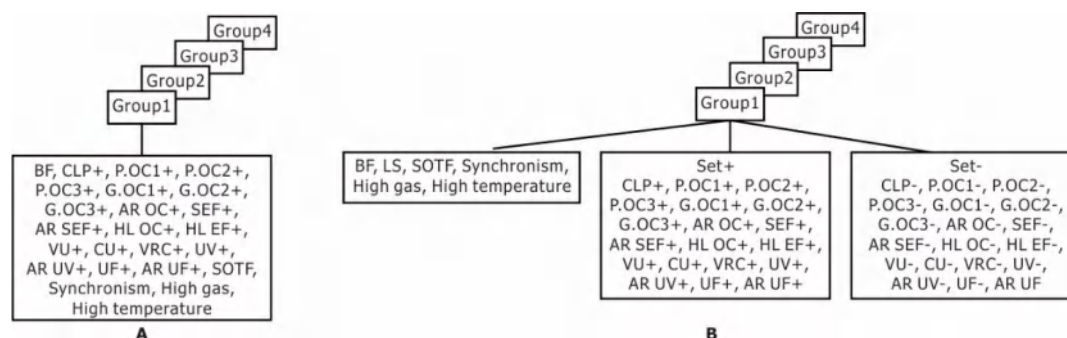 Group4
Group3
Group2
Group1
BF, CLP+, P.OC1+, P.OC2+,
P.OC3+, G.OC1+, G.OC2+,
G.OC3+, AR OC+, SEF+,
AR SEF+, HL OC+, HL EF+,
VU+, CU+, VRC+, UV+,
AR UV+, UF+, AR UF+, SOTF,
Synchronism, High gas,
High temperature
A
Group4
Group3
Group2
Group1
BF, LS, SOTF, Synchronism,
High gas, High temperature
Set+
CLP+, P.OC1+, P.OC2+,
P.OC3+, G.OC1+, G.OC2+,
G.OC3+, AR OC+, SEF+,
AR SEF+, HL OC+, HL EF+,
VU+, CU+, VRC+, UV+,
AR UV+, UF+, AR UF+
Set-
CLP-, P.OC1-, P.OC2-,
P.OC3-, G.OC1-, G.OC2-,
G.OC3-, AR OC-, SEF-,
AR SEF-, HL OC-, HL EF-,
VU-, CU-, VRC-, UV-,
AR UV-, UF-, AR UF
B